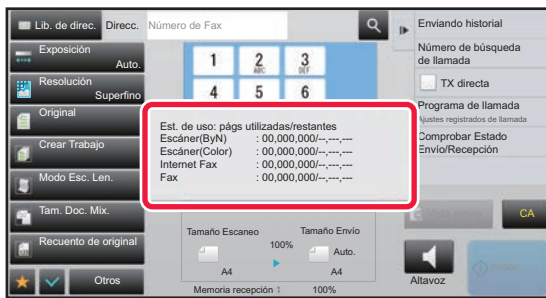 Lib. de direc.
Direcc.
Número de Fax
Exposición
Auto.
Resolución
Superfino
Original
Crear Trabajo
Modo Esc. Len.
Tam. Doc. Mix.
Recuento de original
Otros
1
2
ABC
3
DEF
4
5
6
Est. de uso: págs utilizadas/restantes
Escáner(ByN) : 00,000,000/--,---,---
Escáner(Color) : 00,000,000/--,---,---
Internet Fax : 00,000,000/--,---,---
Fax : 00,000,000/--,---,---
Tamaño Escaneo
Tamaño Envío
100%
Auto.
A4
A4
Memoria recepción :
100%
Enviando historial
Número de búsqueda
de llamada
TX directa
Programa de llamada
Ajustes registrados de llamada
Comprobar Estado
Envío/Recepción
CA
Altavoz